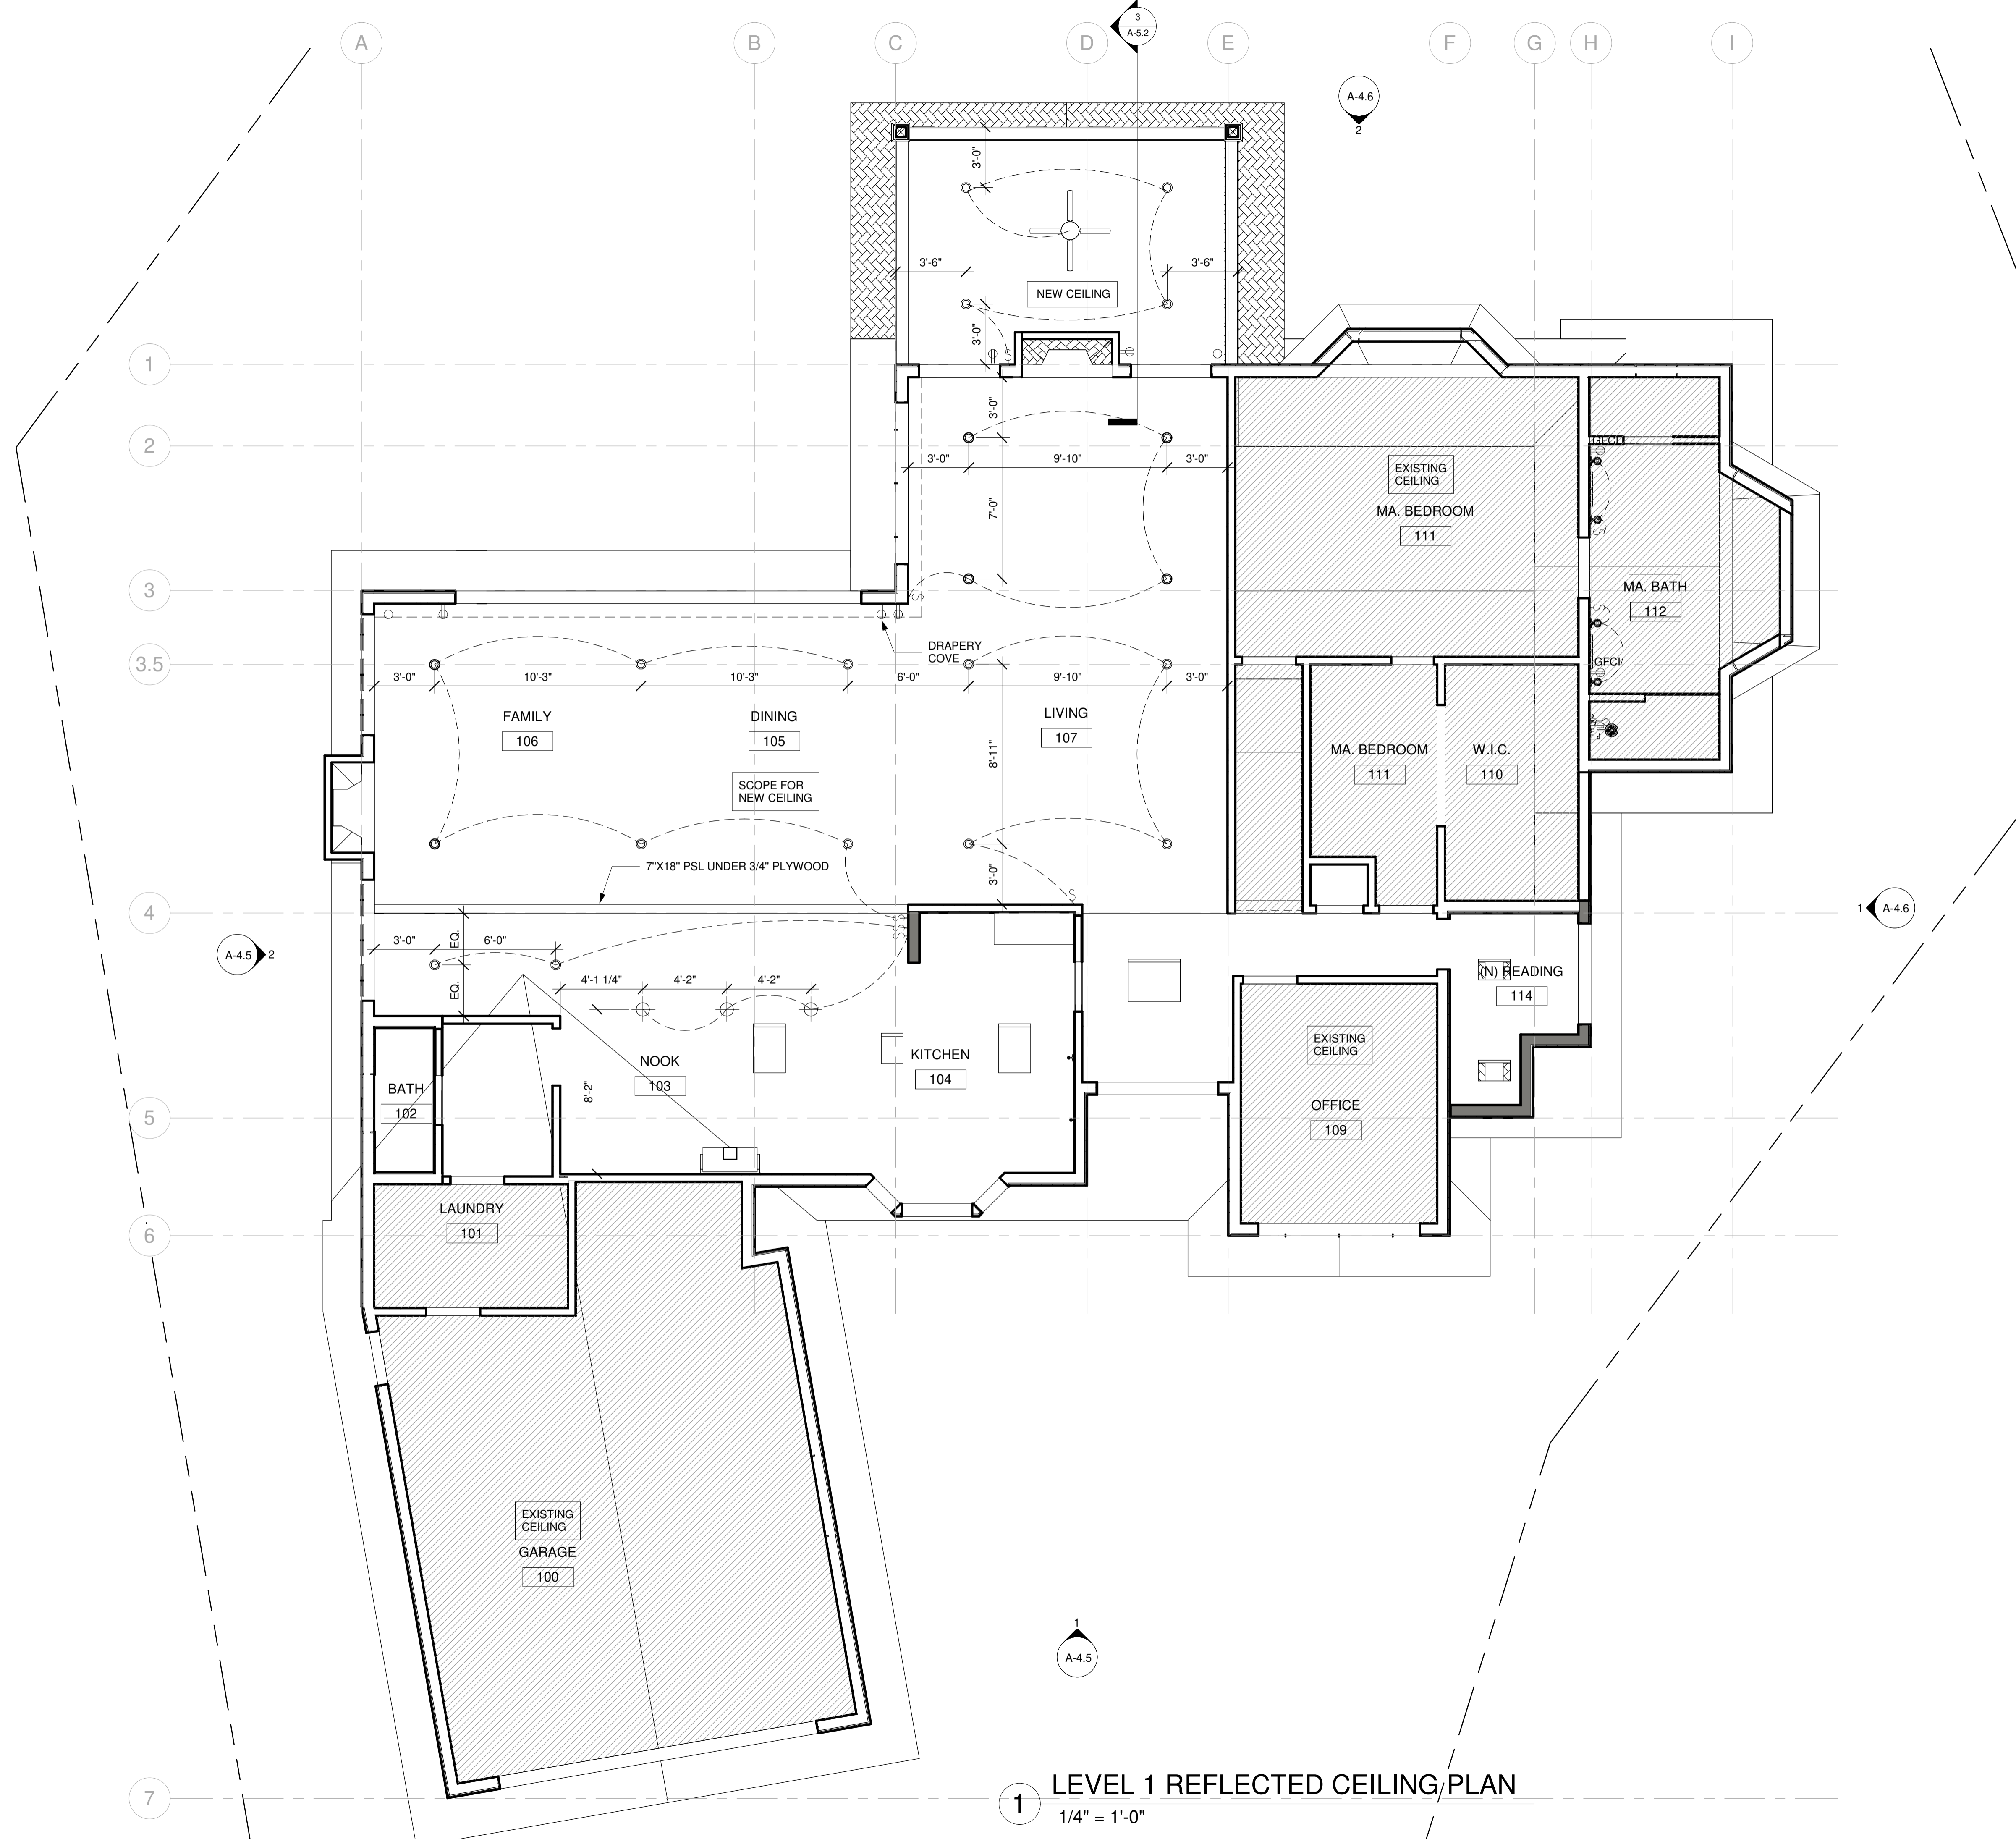 3
A-5.2
A
B
C
D
E
F
G
H
I
A-4.6
2
3'-0"
3'-6"
3'-6"
NEW CEILING
3'-0"
1
3'-0"
2
GFCI
3'-0"
9'-10"
3'-0"
EXISTING
CEILING
7'-0"
MA. BEDROOM
111
3
MA. BATH
112
DRAPERY
COVE
3.5
GFCI
3'-0"
10'-3"
10'-3"
6'-0"
9'-10"
3'-0"
FAMILY
106
DINING
105
LIVING
107
8'-11"
MA. BEDROOM
111
W.I.C.
110
SCOPE FOR
NEW CEILING
7"X18" PSL UNDER 3/4" PLYWOOD
3'-0"
S
4
1
A-4.6
S
S
S
EQ.
3'-0"
6'-0"
A-4.5
2
EQ.
4'-1 1/4"
4'-2"
4'-2"
(N) READING
114
EXISTING
CEILING
NOOK
103
KITCHEN
104
8'-2"
BATH
102
5
OFFICE
109
LAUNDRY
101
6
EXISTING
CEILING
GARAGE
100
1
A-4.5
7
1
LEVEL 1 REFLECTED CEILING PLAN
1/4" = 1'-0"